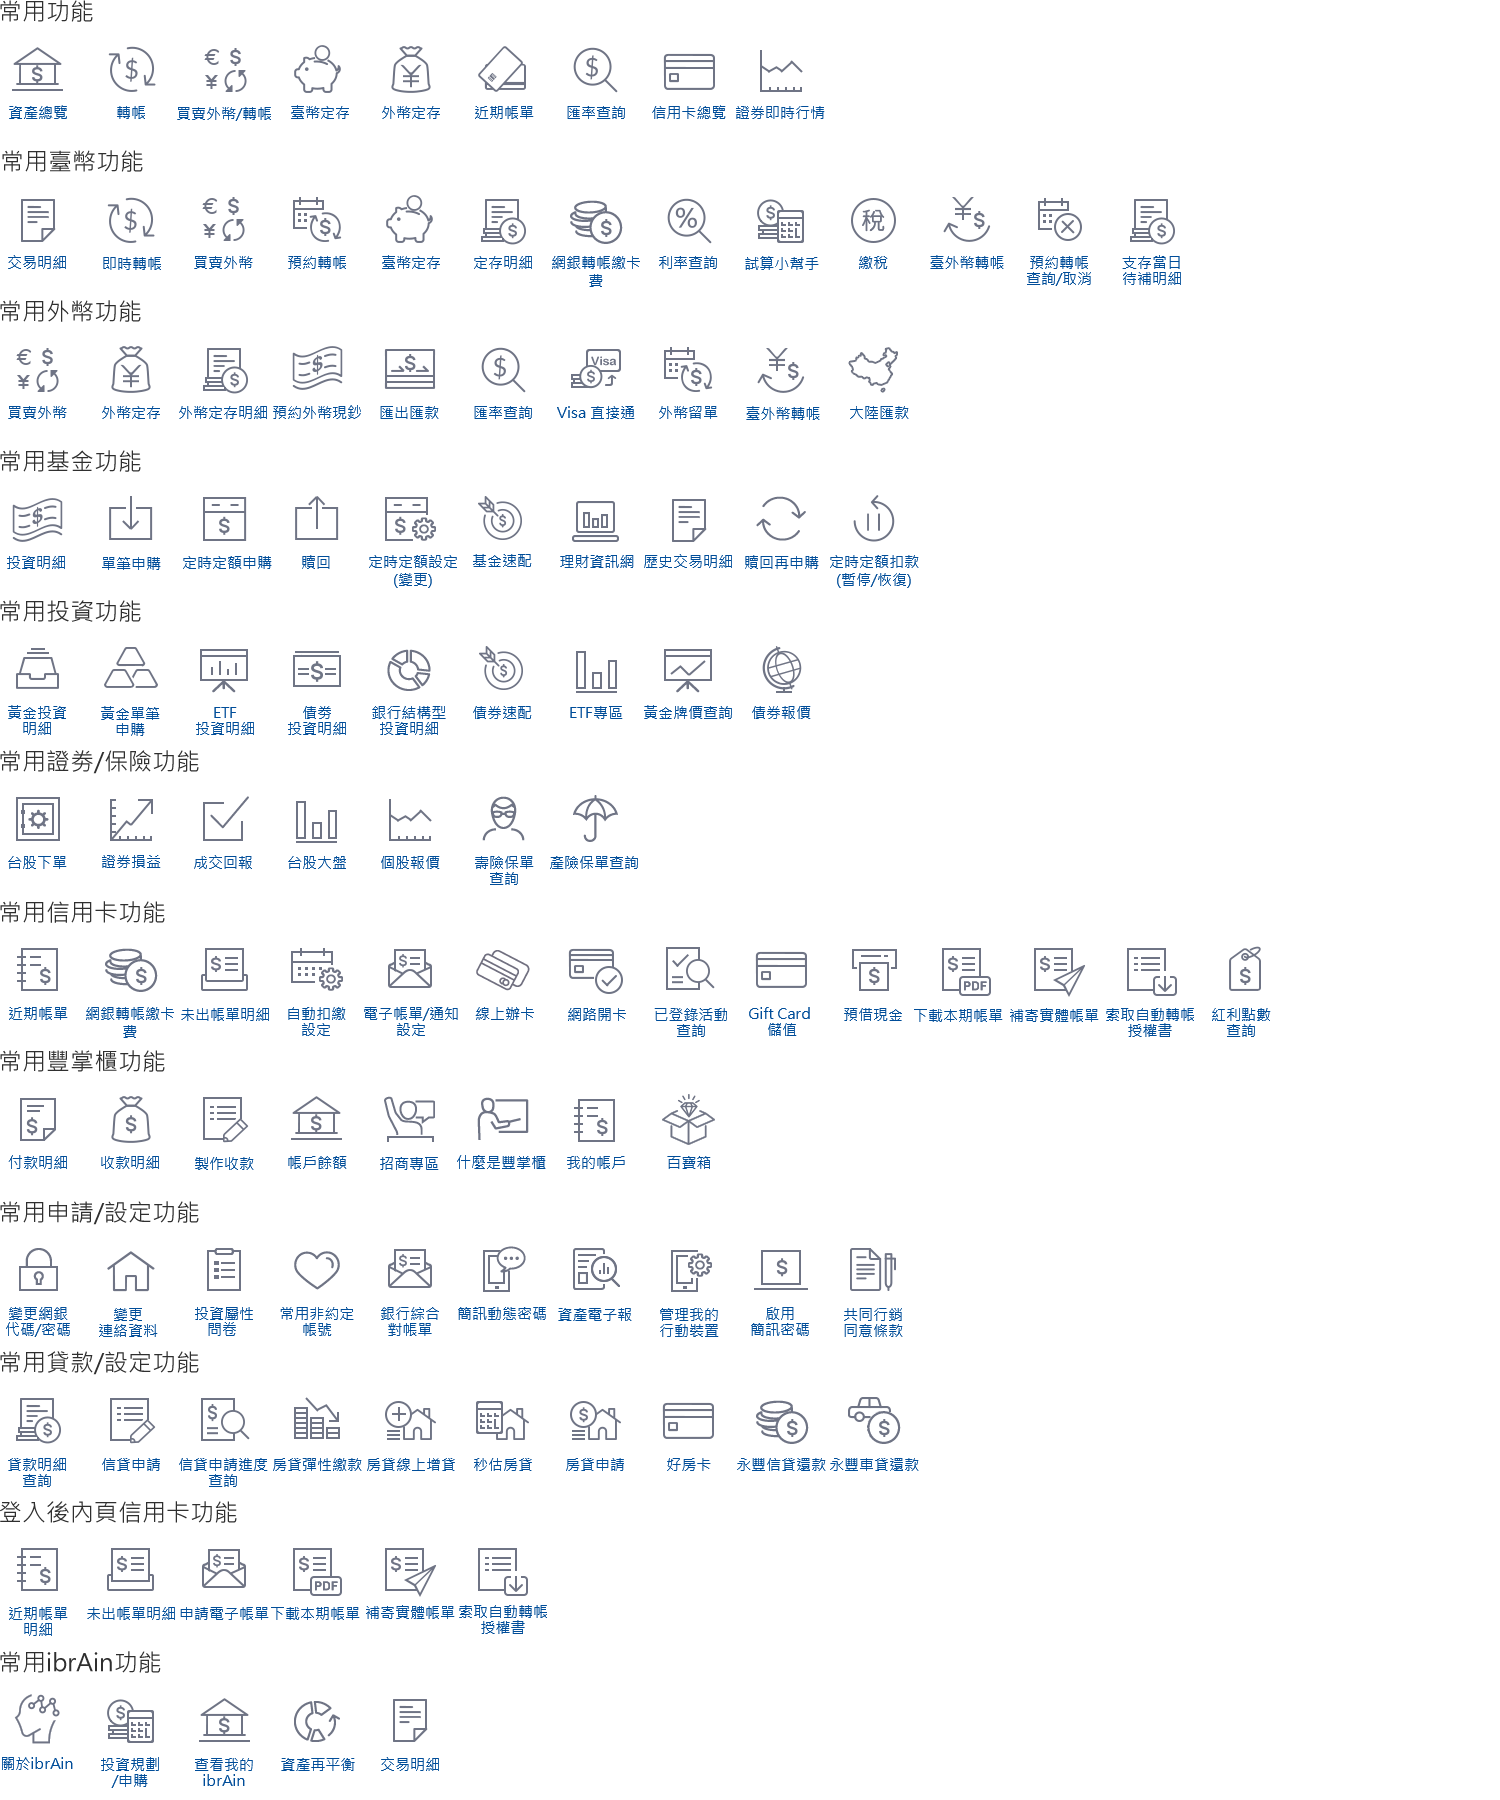 常用功能
資產總覽 轉帳 買賣外幣/轉帳 臺幣定存 外幣定存 近期帳單 匯率查詢 信用卡總覽 證券即時行情
常用臺幣功能
稅
交易明細 即時轉帳 買賣外幣 預約轉帳 臺幣定存 定存明細 網銀轉帳繳卡 利率查詢 試算小幫手 繳稅 臺外幣轉帳 預約轉帳 支存當日
費 查詢/取消 待補明細
常用外幣功能
Visa
買賣外幣 外幣定存 外幣定存明細 預約外幣現鈔 匯出匯款 匯率查詢 Visa 直接通 外幣留單 臺外幣轉帳 大陸匯款
常用基金功能
投資明細 單筆申購 定時定額申購 贖回 定時定額設定 基金速配 理財資訊網 歷史交易明細 贖回再申購 定時定額扣款
(變更) (暫停/恢復)
常用投資功能
黃金投資 黃金單筆 ETF 債劵 銀行結構型 債券速配 ETF專區 黃金牌價查詢 債券報價
明細 申購 投資明細 投資明細 投資明細
常用證劵/保險功能
台股下單 證券損益 成交回報 台股大盤 個股報價 壽險保單 產險保單查詢
查詢
常用信用卡功能
PDF
近期帳單 網銀轉帳繳卡 未出帳單明細 自動扣繳 電子帳單/通知 線上辦卡 網路開卡 已登錄活動 Gift Card 預借現金 下載本期帳單 補寄實體帳單 索取自動轉帳 紅利點數
費 設定 設定 查詢 儲值 授權書 查詢
常用豐掌櫃功能
付款明細 收款明細 製作收款 帳戶餘額 招商專區 什麼是豐掌櫃 我的帳戶 百寶箱
常用申請/設定功能
變更網銀 變更 投資屬性 常用非約定 銀行綜合 簡訊動態密碼 資產電子報 管理我的 啟用 共同行銷
代碼/密碼 連絡資料 問卷 帳號 對帳單 行動裝置 簡訊密碼 同意條款
常用貸款/設定功能
貸款明細 信貸申請 信貸申請進度 房貸彈性繳款 房貸線上增貸 秒估房貸 房貸申請 好房卡 永豐信貸還款 永豐車貸還款
查詢 查詢
登入後內頁信用卡功能
PDF
近期帳單 未出帳單明細 申請電子帳單 下載本期帳單 補寄實體帳單 索取自動轉帳
明細 授權書
常用ibrAin功能
關於ibrAin 投資規劃 查看我的 資產再平衡 交易明細
/申購 ibrAin